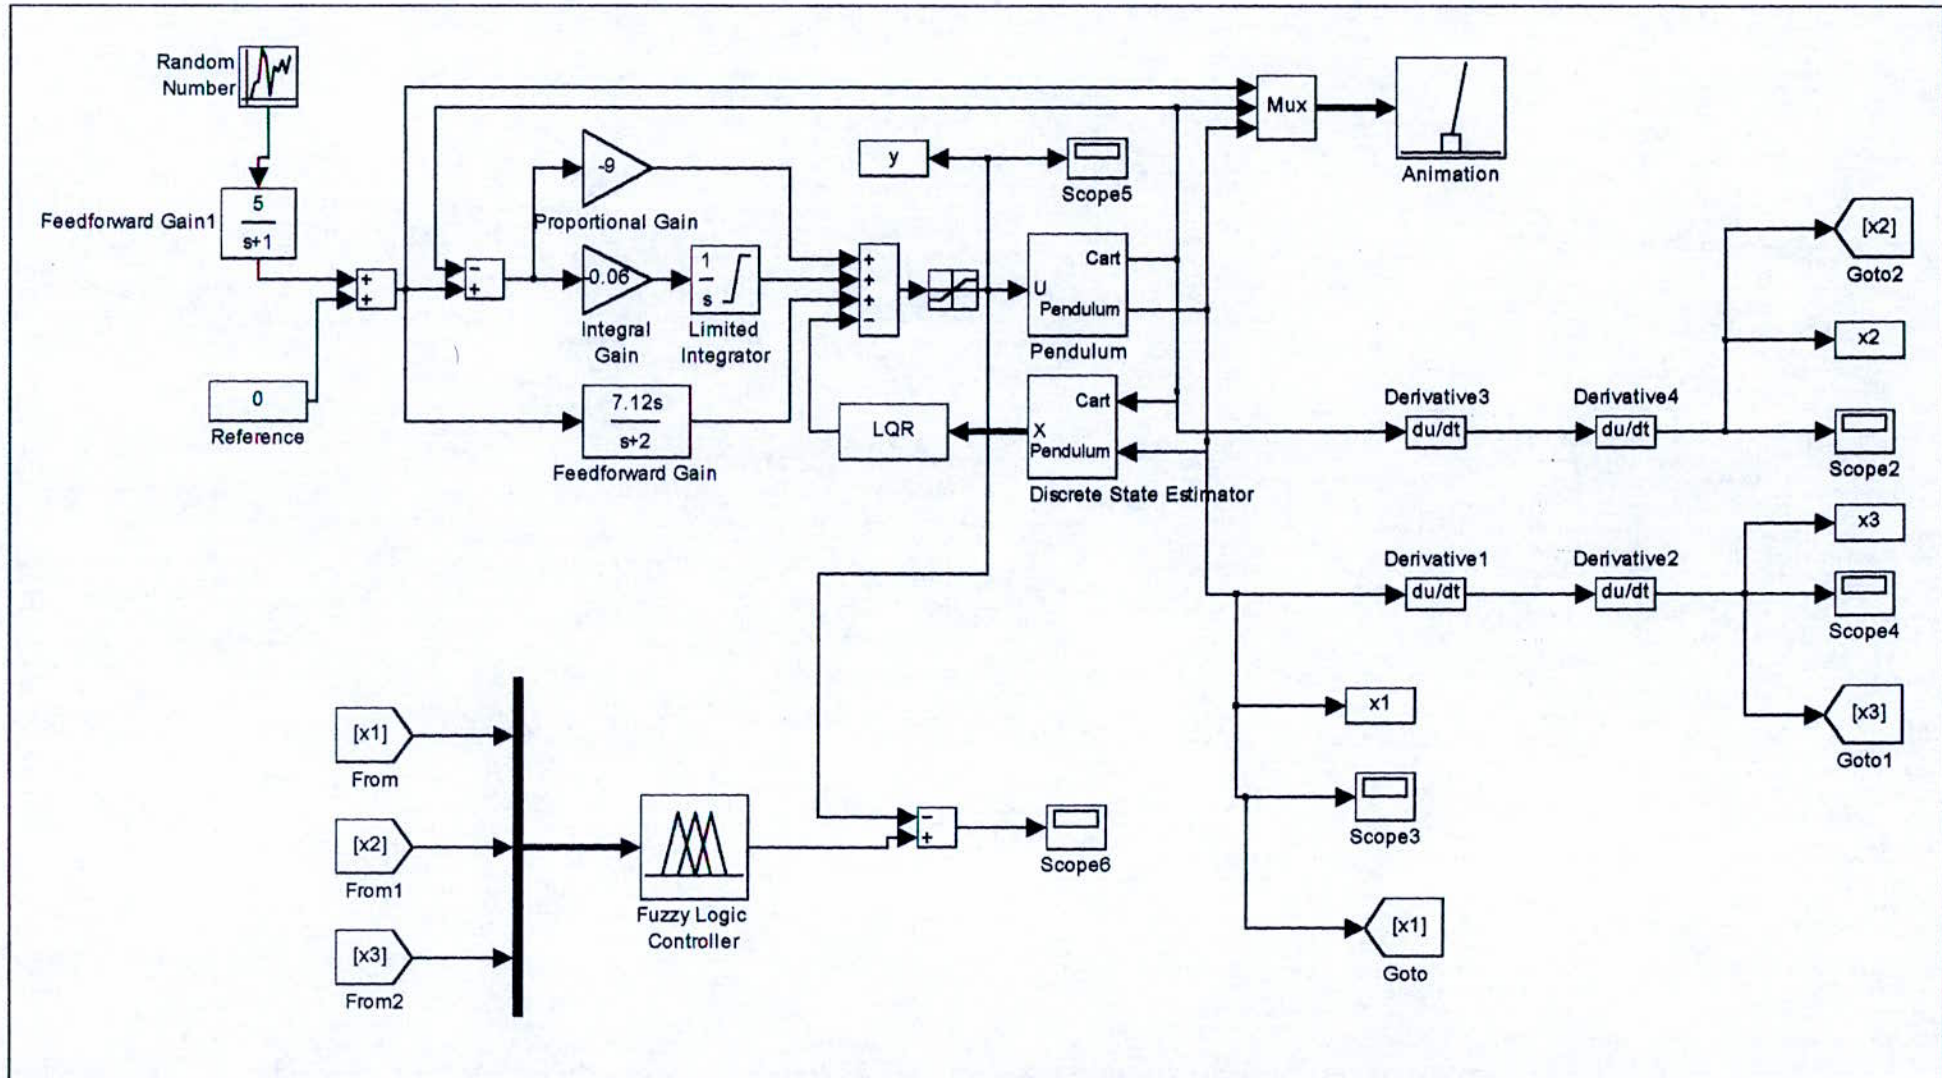 Random
Number
Feedforward Gain1
5
s+1
0
Reference
-
+
+
+
-9
Proportional Gain
-0.06
Integral
Gain
1
s
Limited
Integrator
7.12s
s+2
Feedforward Gain
+
+
+
-
LQR
y
Scope5
Cart
U
Pendulum
Pendulum
Cart
X
Pendulum
Discrete State Estimator
Mux
Animation
[x2]
Goto2
x2
Derivative3
du/dt
Derivative4
du/dt
Scope2
x3
Derivative1
du/dt
Derivative2
du/dt
Scope4
x1
[x3]
Goto1
Scope3
[x1]
Goto
[x1]
From
[x2]
From1
[x3]
From2
Fuzzy Logic
Controller
-
+
Scope6